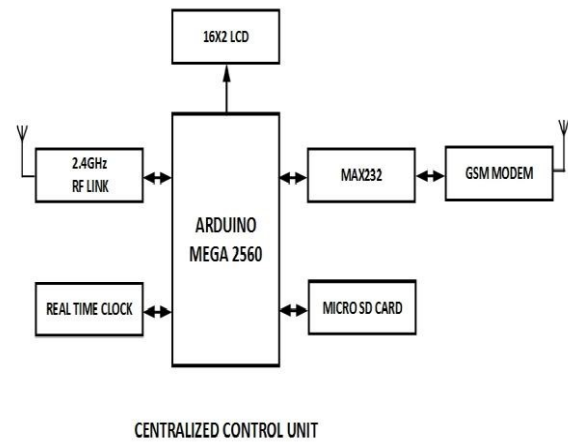 16X2 LCD
2.4GHz
RF LINK
ARDUINO
MEGA 2560
MAX232
GSM MODEM
REAL TIME CLOCK
MICRO SD CARD
CENTRALIZED CONTROL UNIT